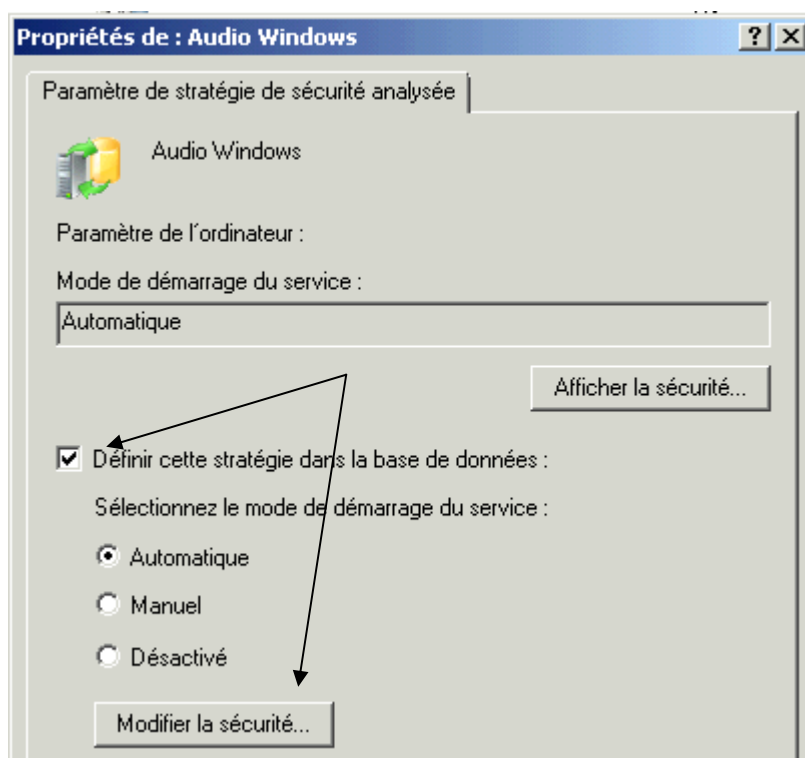 Propriétés de : Audio Windows
Paramètre de stratégie de sécurité analysée
Audio Windows
Paramètre de l'ordinateur :
Mode de démarrage du service :
Automatique
Afficher la sécurité...
Définir cette stratégie dans la base de données :
Sélectionnez le mode de démarrage du service :
Automatique
Manuel
Désactivé
Modifier la sécurité...